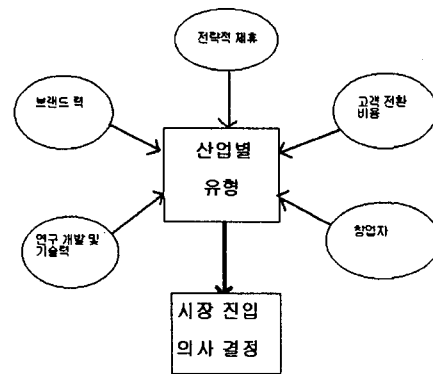 전략적 제휴
브랜드 력
고객 전환
비용
산업별
유형
연구 개발 및
기술력
창업자
시장 진입
의사 결정